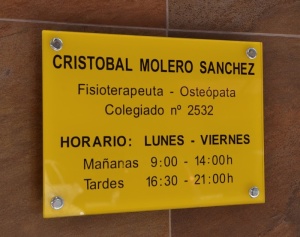 CRISTOBAL MOLERO SANCHEZ
Fisioterapeuta - Osteópata
Colegiado nº 2532
HORARIO: LUNES - VIERNES
Mañanas 9:00 - 14:00h
Tardes 16:30 - 21:00h